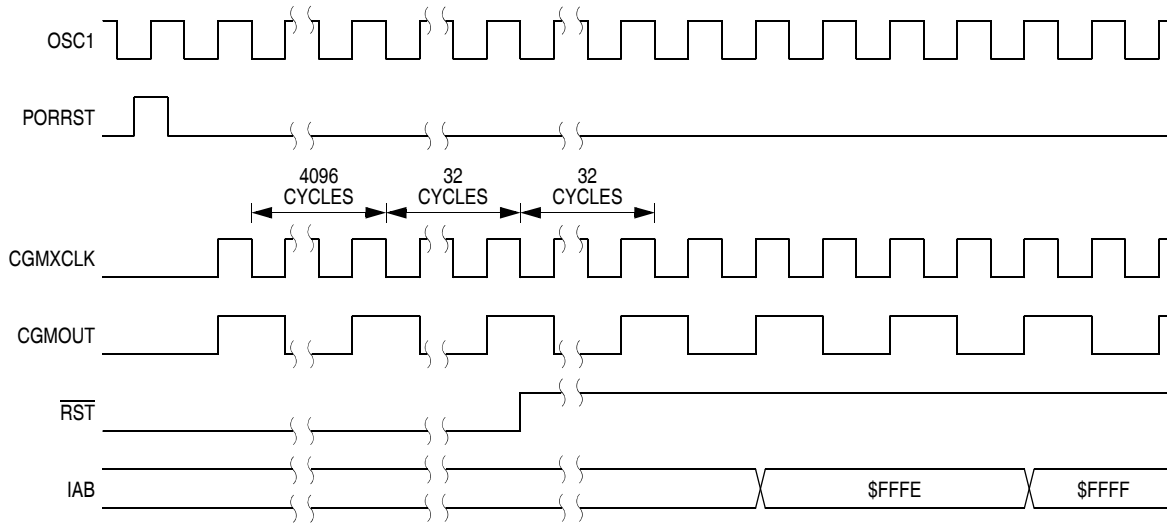 OSC1
PORRST
4096
CYCLES
32
CYCLES
32
CYCLES
CGMXCLK
CGMOUT
RST
IAB
$FFFE
$FFFF